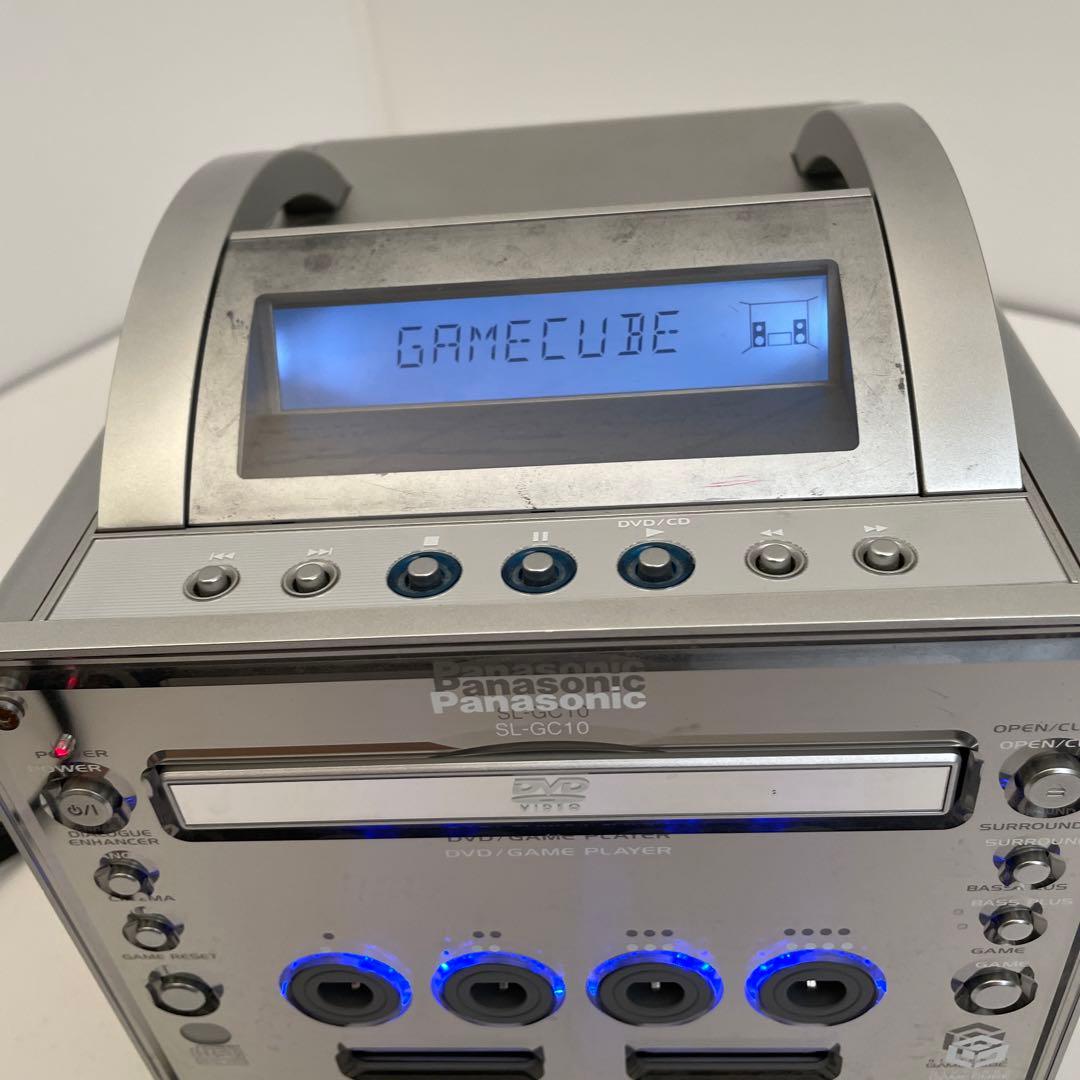 GAMECUBE
DVD/CD
Panasonic
SL-GC10
POWER
OPEN/CL
DVD
VIDEO
DIALOGUE
ENHANCER
SURROUND
DVD/GAME PLAYER
CINEMA
BASS PLUS
GAME RESET
GAME
GAMECUBE